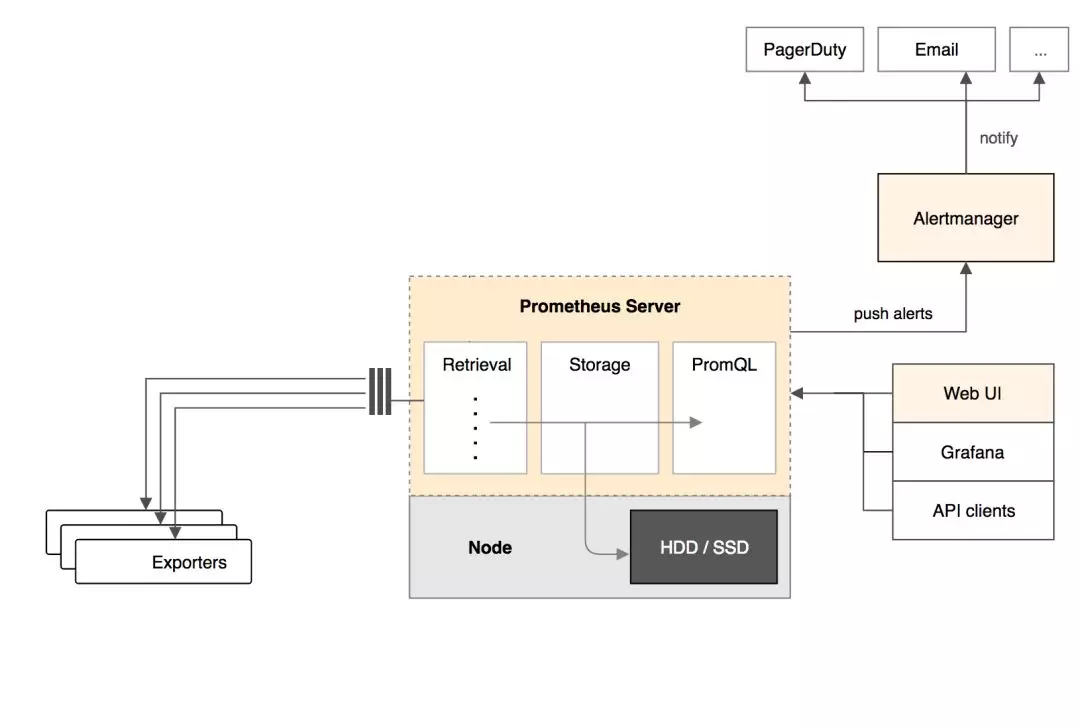 PagerDuty
Email
...
notify
Alertmanager
Prometheus Server
push alerts
Retrieval
Storage
PromQL
Web UI
Grafana
API clients
Node
HDD / SSD
Exporters